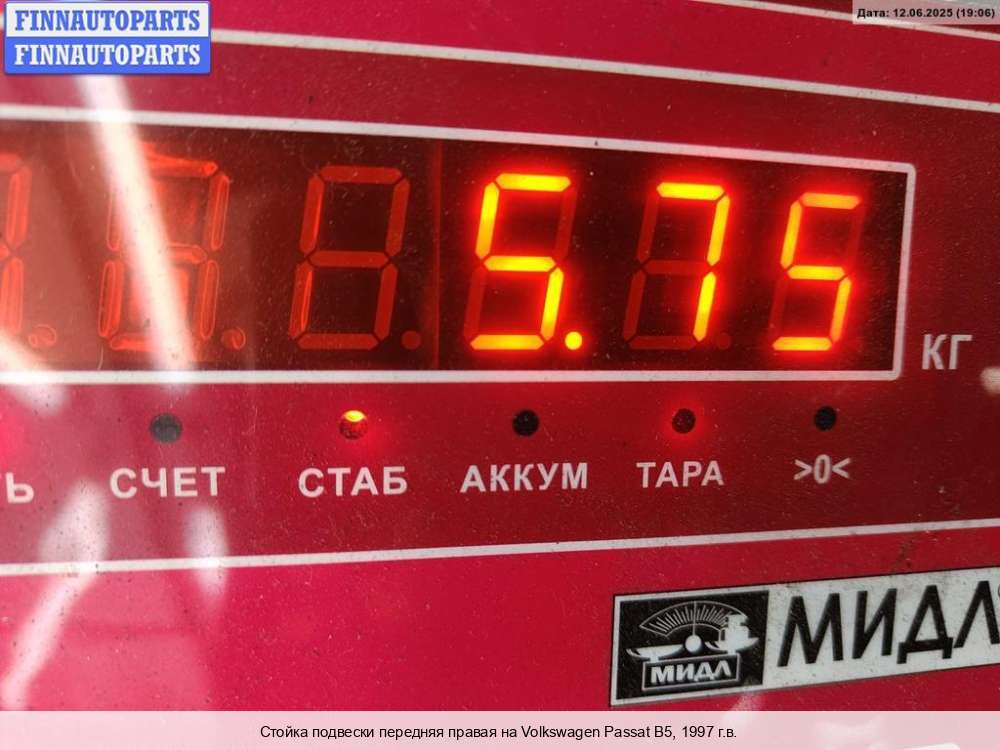 FINNAUTOPARTS
FINNAUTOPARTS
Дата: 12.06.2025 (19:06)
5.75
КГ
СЧЕТ СТАБ АККУМ ТАРА >0<
МИДЛ
МИДЛ
Стойка подвески передняя правая на Volkswagen Passat B5, 1997 г.в.